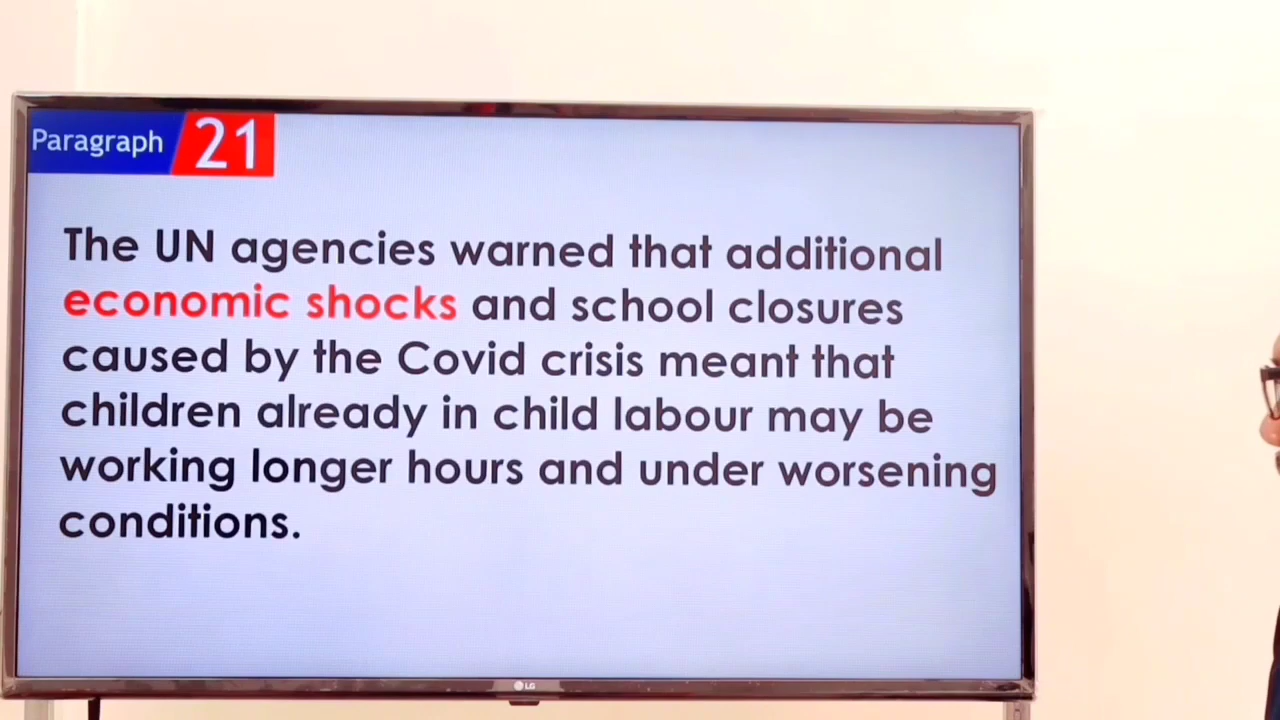 Paragraph 21
The UN agencies warned that additional
economic shocks and school closures
caused by the Covid crisis meant that
children already in child labour may be
working longer hours and under worsening
conditions.
LG